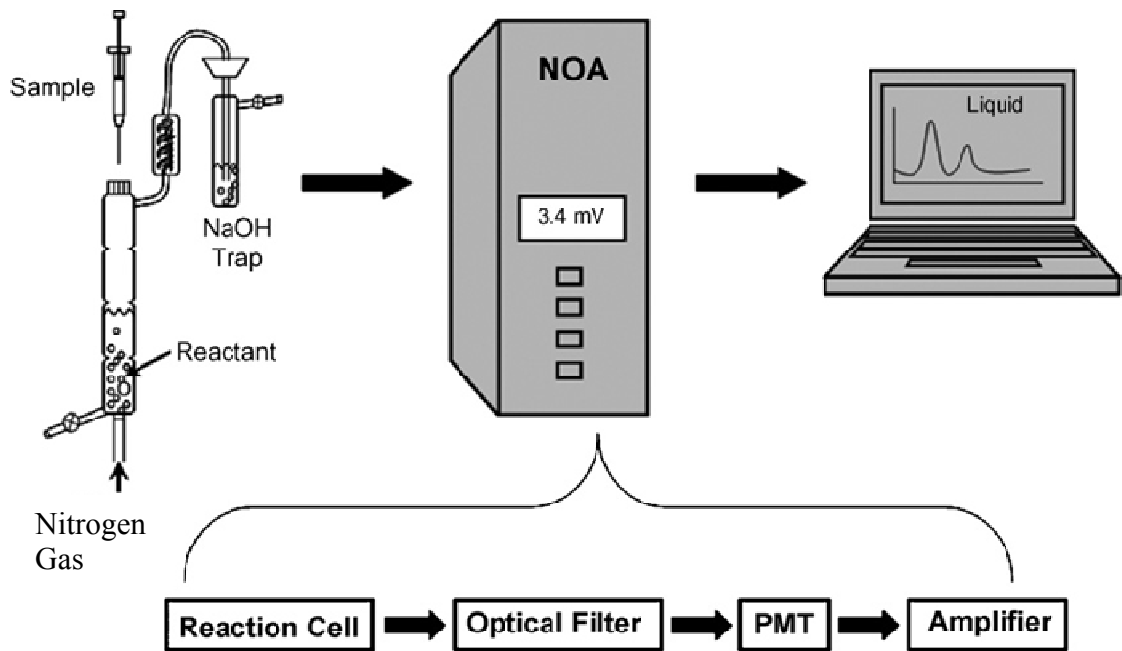 Sample
NaOH
Trap
Reactant
Nitrogen
Gas
NOA
3.4 mV
Liquid
Reaction Cell
Optical Filter
PMT
Amplifier